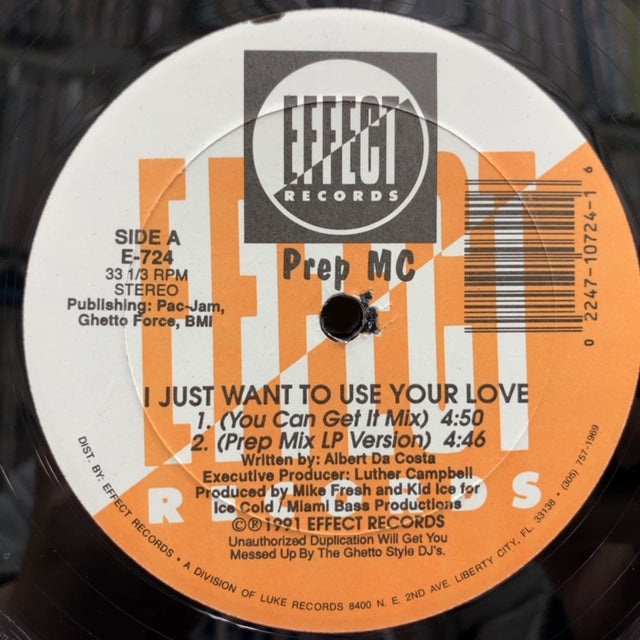 EFFECT
RECORDS
SIDE A
E-724
33 1/3 RPM
STEREO
Publishing: Pac-Jam,
Ghetto Force, BMI
Prep MC
0 2247-10724-1 6
EFFECT
RECORDS
I JUST WANT TO USE YOUR LOVE
1. (You Can Get It Mix) 4:50
2. (Prep Mix LP Version) 4:46
Written by: Albert Da Costa
Executive Producer: Luther Campbell
Produced by Mike Fresh and Kid Ice for
Ice Cold / Miami Bass Productions
©℗ 1991 EFFECT RECORDS
Unauthorized Duplication Will Get You
Messed Up By The Ghetto Style DJ's.
DIST. BY: EFFECT RECORDS • A DIVISION OF LUKE RECORDS 8400 N. E. 2ND AVE. LIBERTY CITY, FL. 33138 • (305) 757-1969